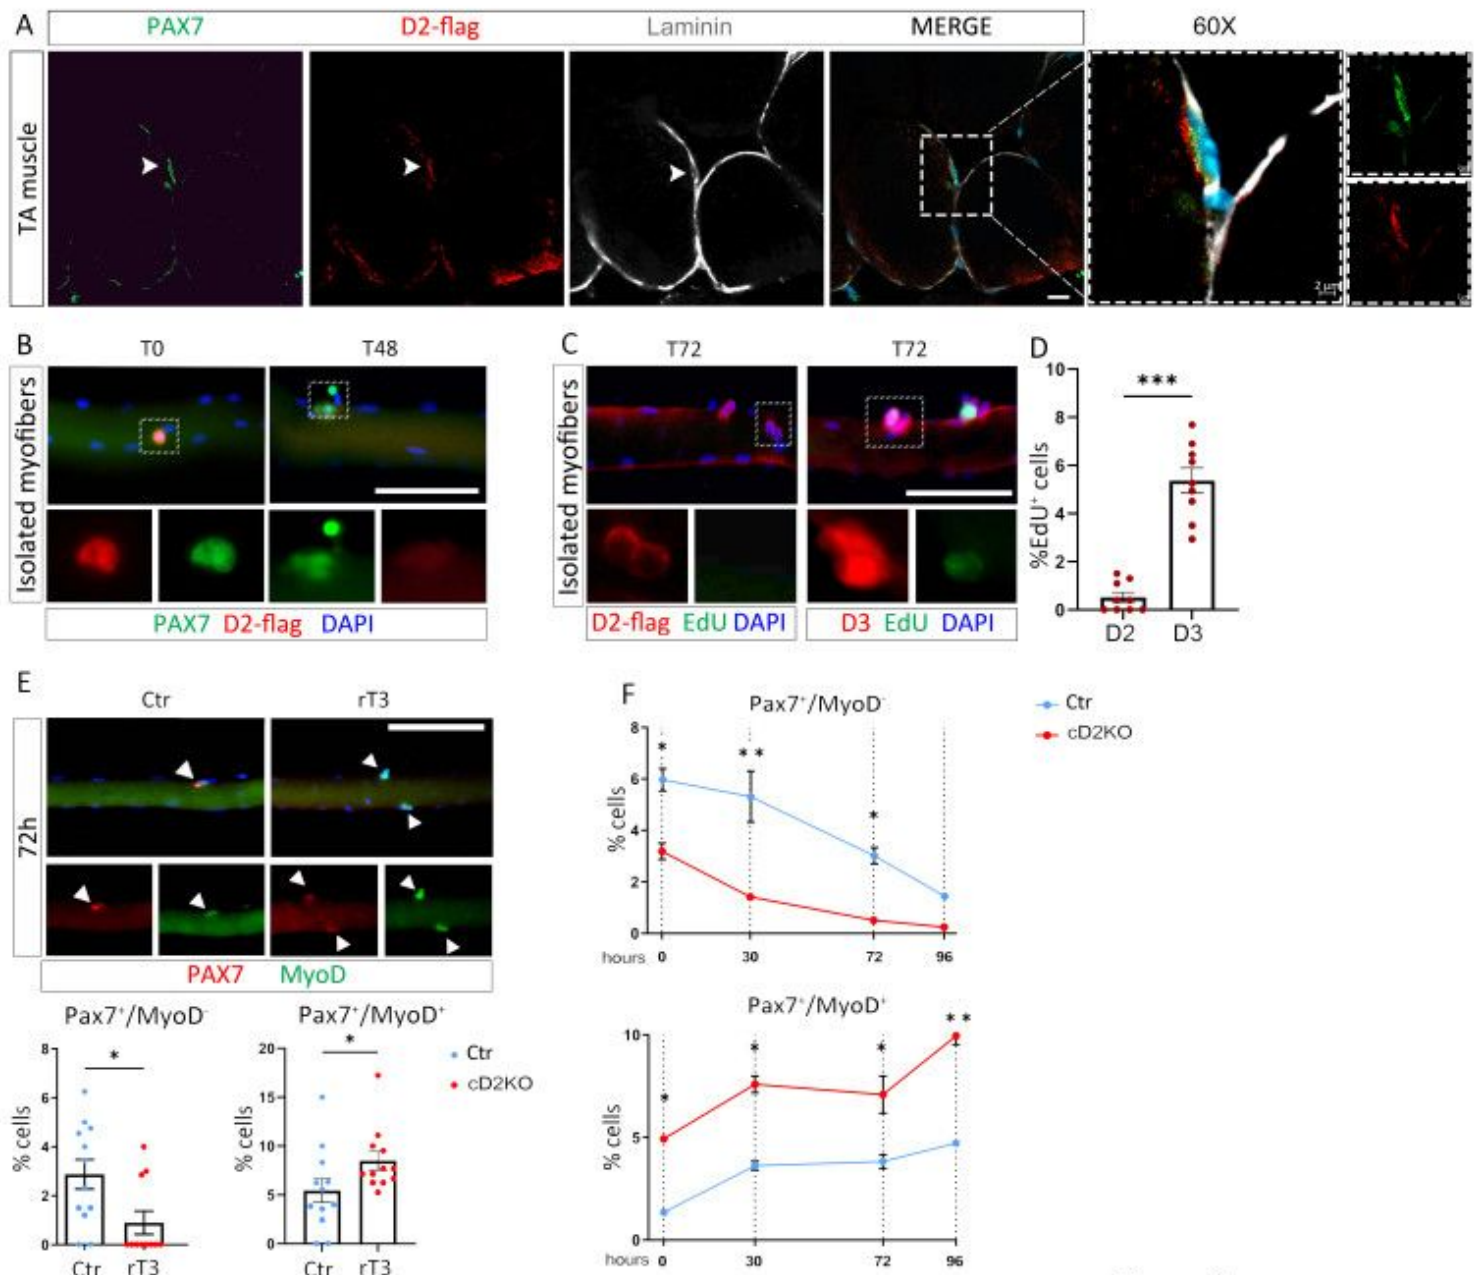 A PAX7 D2-flag Laminin MERGE 60X
TA muscle
2 µm
B T0 T48
Isolated myofibers
PAX7 D2-flag DAPI
C T72 T72
Isolated myofibers
D2-flag EdU DAPI D3 EdU DAPI
D
%EdU⁺ cells
10
8
6
4
2
0
***
D2 D3
E Ctr rT3
72h
PAX7 MyoD
Pax7⁺/MyoD⁻
% cells
8
6
4
2
0
*
Ctr rT3
Pax7⁺/MyoD⁺
% cells
20
15
10
5
0
*
Ctr rT3
Ctr
cD2KO
F Pax7⁺/MyoD⁻
Ctr
cD2KO
% cells
8
6
4
2
0
* ** *
hours 0 30 72 96
Pax7⁺/MyoD⁺
% cells
10
5
0
* * * **
hours 0 30 72 96